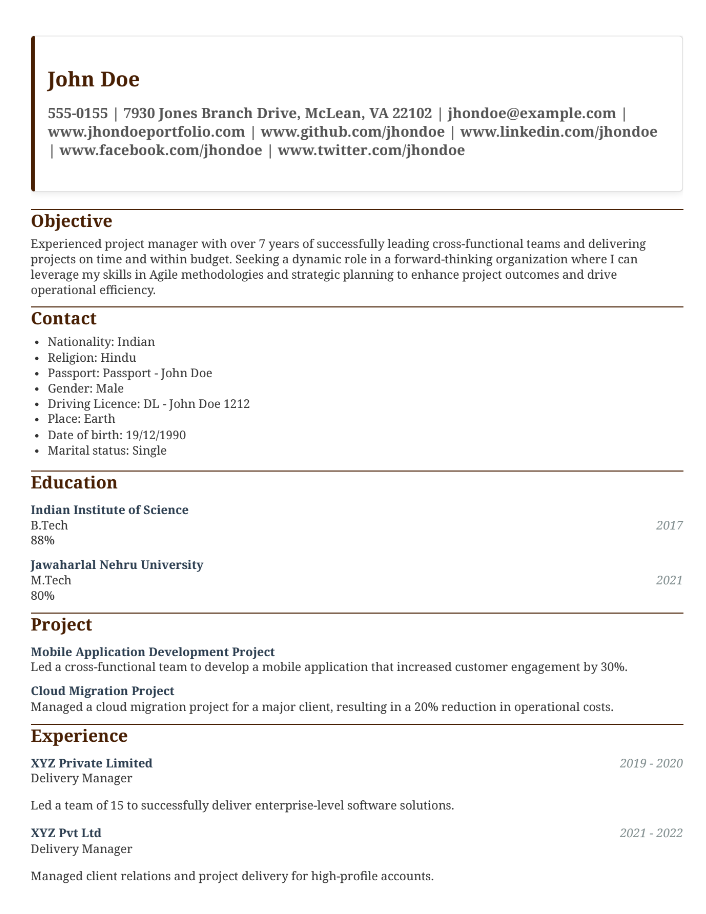 John Doe
555-0155 | 7930 Jones Branch Drive, McLean, VA 22102 | jhondoe@example.com |
www.jhondoeportfolio.com | www.github.com/jhondoe | www.linkedin.com/jhondoe
| www.facebook.com/jhondoe | www.twitter.com/jhondoe
Objective
Experienced project manager with over 7 years of successfully leading cross-functional teams and delivering
projects on time and within budget. Seeking a dynamic role in a forward-thinking organization where I can
leverage my skills in Agile methodologies and strategic planning to enhance project outcomes and drive
operational efficiency.
Contact
• Nationality: Indian
• Religion: Hindu
• Passport: Passport - John Doe
• Gender: Male
• Driving Licence: DL - John Doe 1212
• Place: Earth
• Date of birth: 19/12/1990
• Marital status: Single
Education
Indian Institute of Science
B.Tech 2017
88%
Jawaharlal Nehru University
M.Tech 2021
80%
Project
Mobile Application Development Project
Led a cross-functional team to develop a mobile application that increased customer engagement by 30%.
Cloud Migration Project
Managed a cloud migration project for a major client, resulting in a 20% reduction in operational costs.
Experience
XYZ Private Limited 2019 - 2020
Delivery Manager
Led a team of 15 to successfully deliver enterprise-level software solutions.
XYZ Pvt Ltd 2021 - 2022
Delivery Manager
Managed client relations and project delivery for high-profile accounts.